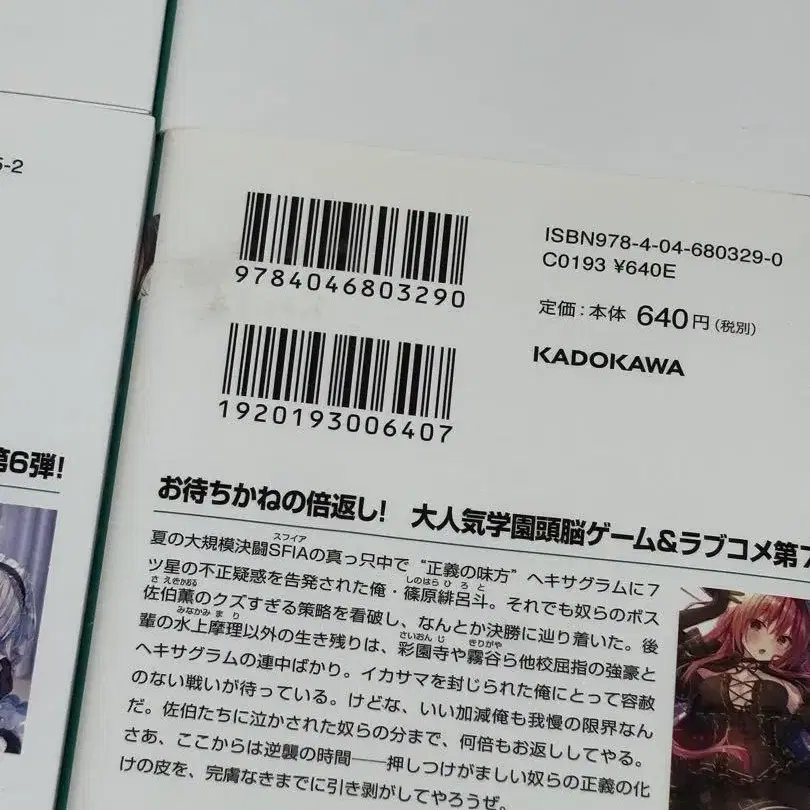 5-2
第6弾!
9784046803290
1920193006407
ISBN978-4-04-680329-0
C0193 ¥640E
定価:本体 640円(税別)
KADOKAWA
お待ちかねの倍返し! 大人気学園頭脳ゲーム&ラブコメ第7
スフィア
夏の大規模決闘SFIAの真っ只中で"正義の味方"ヘキサグラムに7
ツ星の不正疑惑を告発された俺・篠原緋呂斗。それでも奴らのボス
しのはらひろと
さえきかおる
佐伯薫のクズすぎる策略を看破し、なんとか決勝に辿り着いた。後
みなかみまり
輩の水上摩理以外の生き残りは、彩園寺や霧谷ら他校屈指の強豪と
さいおんじ
きりがや
ヘキサグラムの連中ばかり。イカサマを封じられた俺にとって容赦
のない戦いが待っている。けどな、いい加減俺も我慢の限界なん
だ。佐伯たちに泣かされた奴らの分まで、何倍もお返ししてやる。
さあ、ここからは逆襲の時間――押しつけがましい奴らの正義の化
けの皮を、完膚なきまでに引き剥がしてやろうぜ。